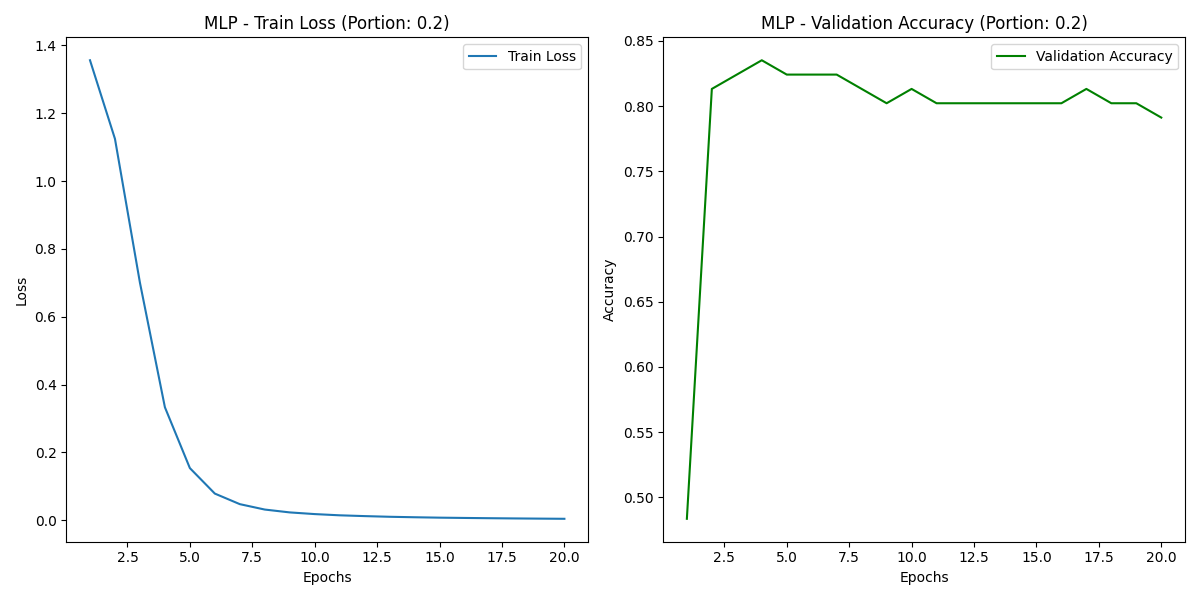 MLP - Train Loss (Portion: 0.2)
Train Loss
1.4
1.2
1.0
0.8
0.6
0.4
0.2
0.0
Loss
2.5 5.0 7.5 10.0 12.5 15.0 17.5 20.0
Epochs
MLP - Validation Accuracy (Portion: 0.2)
Validation Accuracy
0.85
0.80
0.75
0.70
0.65
0.60
0.55
0.50
Accuracy
2.5 5.0 7.5 10.0 12.5 15.0 17.5 20.0
Epochs